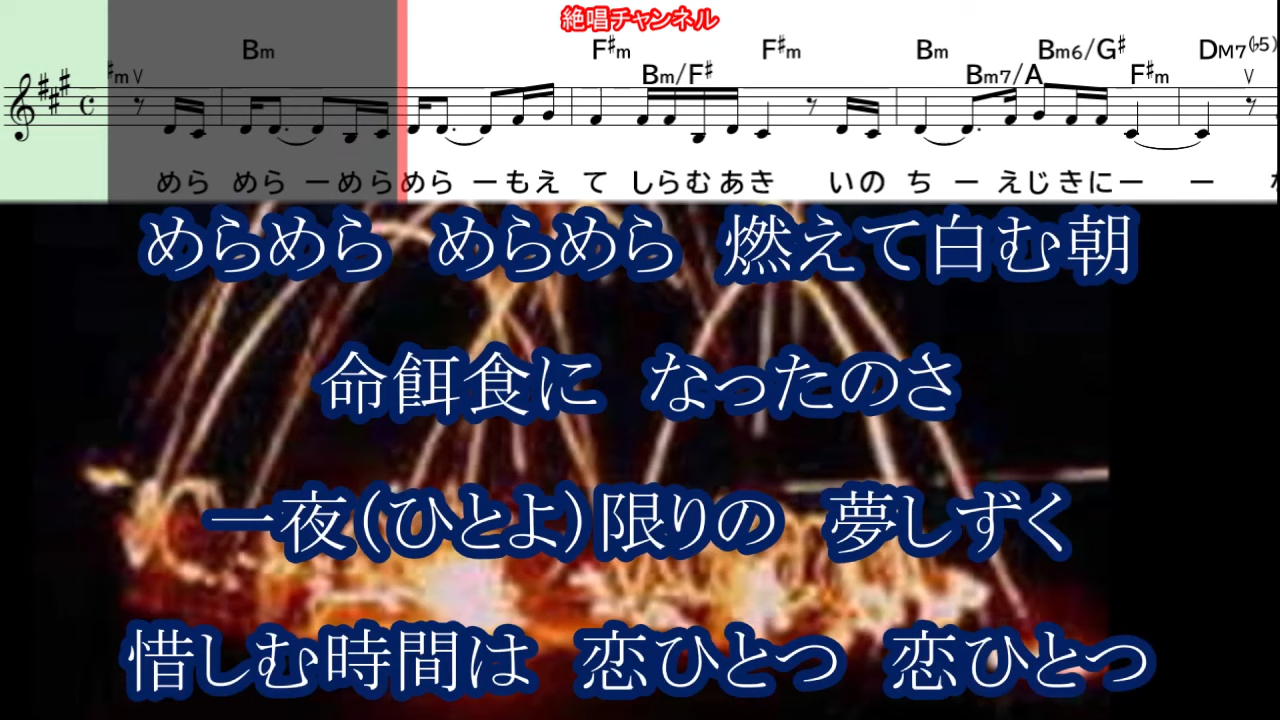 絶唱チャンネル
♯m Bm F♯m F♯m Bm Bm6/G♯ DM7(♭5)
Bm/F♯ Bm7/A F♯m
めら めら ーめらめら ーもえ て しらむあき いの ち ー えじきにー ー
めらめら めらめら 燃えて白む朝
命餌食に なったのさ
一夜(ひとよ)限りの 夢しずく
惜しむ時間は 恋ひとつ 恋ひとつ